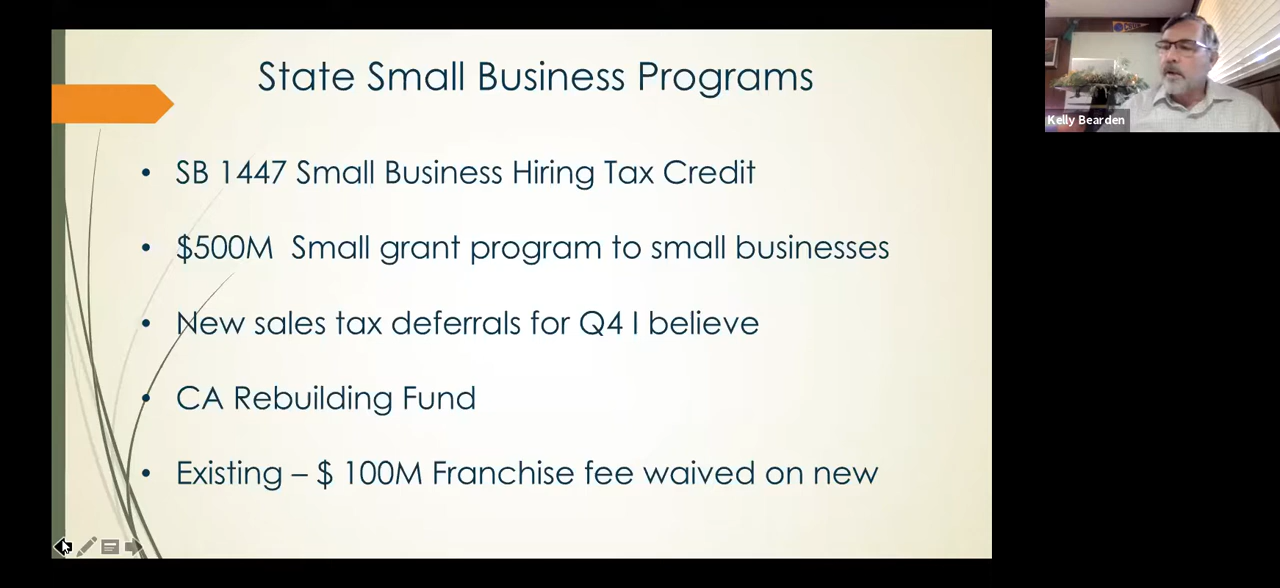 State Small Business Programs
• SB 1447 Small Business Hiring Tax Credit
• $500M  Small grant program to small businesses
• New sales tax deferrals for Q4 I believe
• CA Rebuilding Fund
• Existing – $ 100M Franchise fee waived on new
Kelly Bearden